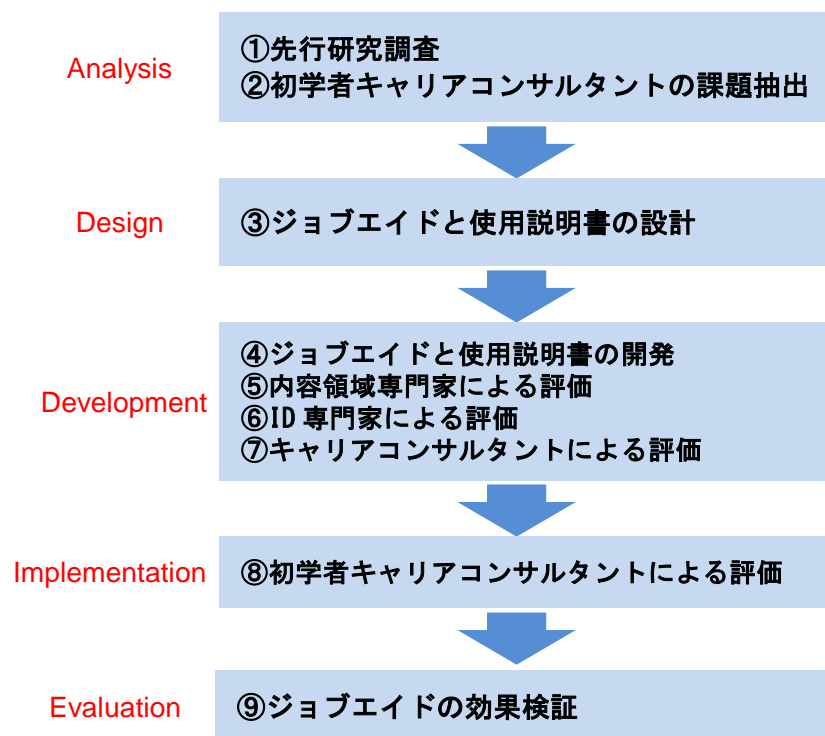 Analysis
①先行研究調査
②初学者キャリアコンサルタントの課題抽出
Design
③ジョブエイドと使用説明書の設計
Development
④ジョブエイドと使用説明書の開発
⑤内容領域専門家による評価
⑥ID 専門家による評価
⑦キャリアコンサルタントによる評価
Implementation
⑧初学者キャリアコンサルタントによる評価
Evaluation
⑨ジョブエイドの効果検証